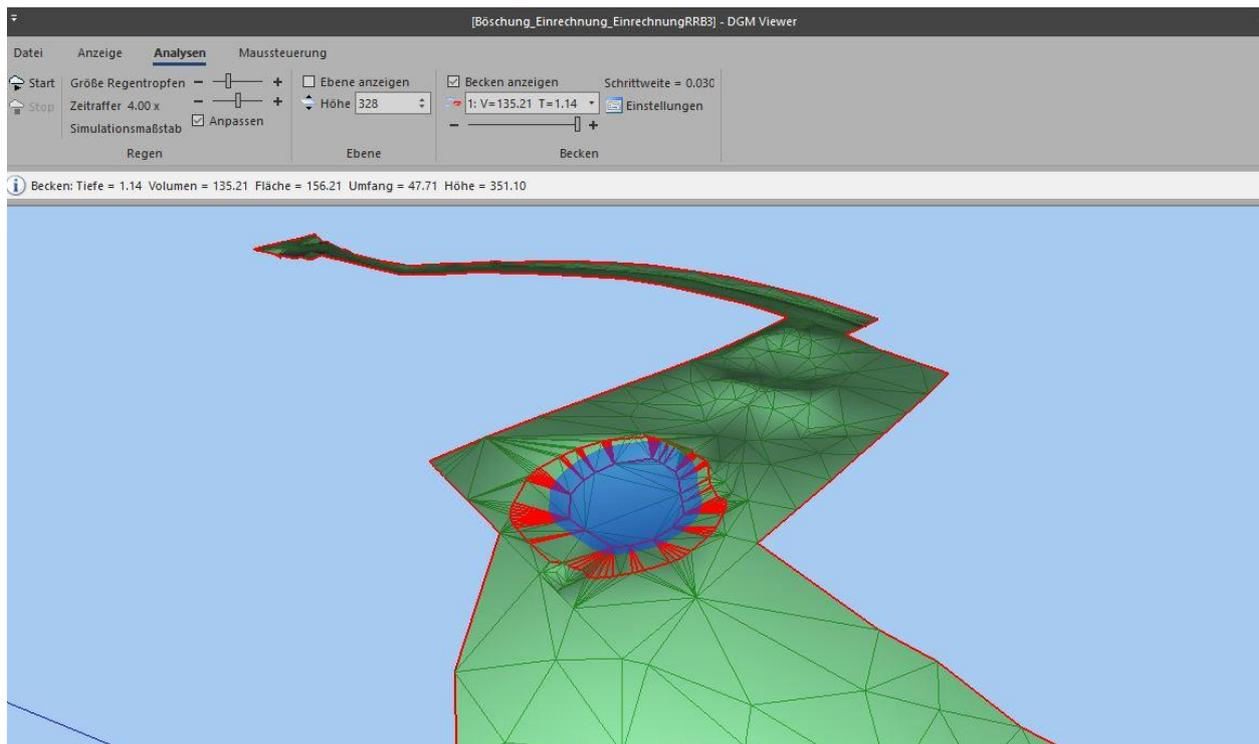 [Böschung_Einrechnung_EinrechnungRRB3] - DGM Viewer
Datei Anzeige Analysen Maussteuerung
Start Größe Regentropfen − + Ebene anzeigen Becken anzeigen Schrittweite = 0.030
Stop Zeitraffer 4.00 x − + Höhe 328 1: V=135.21 T=1.14 Einstellungen
Simulationsmaßstab Anpassen − +
Regen Ebene Becken
Becken: Tiefe = 1.14 Volumen = 135.21 Fläche = 156.21 Umfang = 47.71 Höhe = 351.10